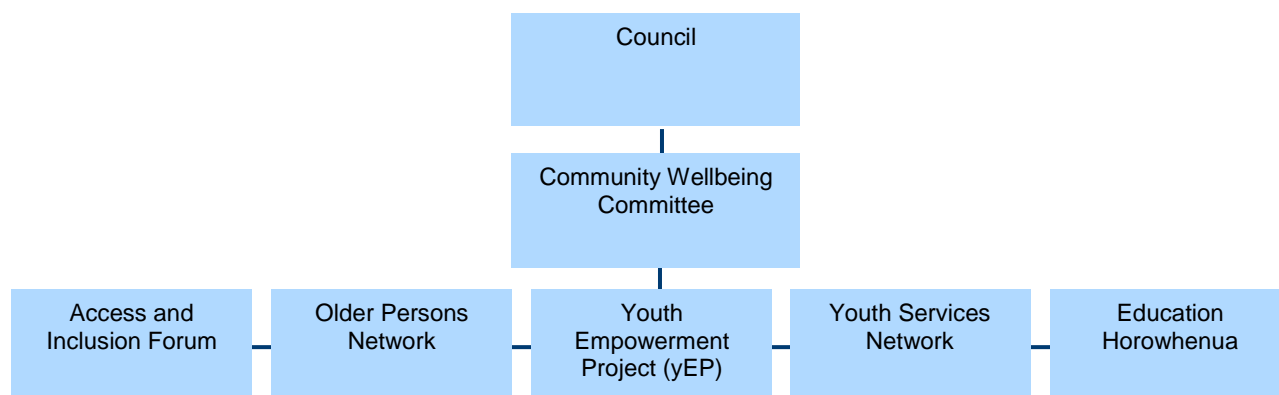 Council
Community Wellbeing
Committee
Access and
Inclusion Forum
Older Persons
Network
Youth
Empowerment
Project (yEP)
Youth Services
Network
Education
Horowhenua